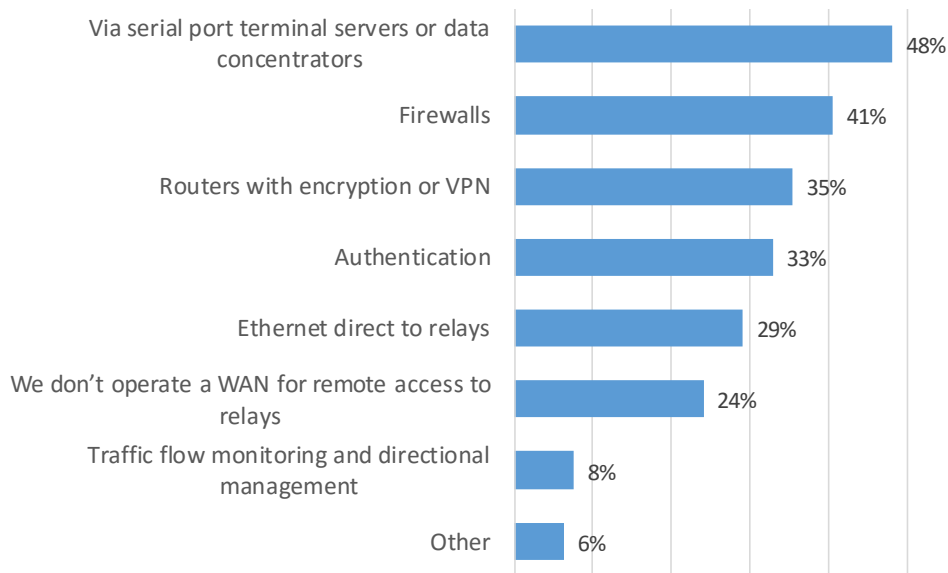 Via serial port terminal servers or data
concentrators
48%
Firewalls
41%
Routers with encryption or VPN
35%
Authentication
33%
Ethernet direct to relays
29%
We don’t operate a WAN for remote access to
relays
24%
Traffic flow monitoring and directional
management
8%
Other
6%